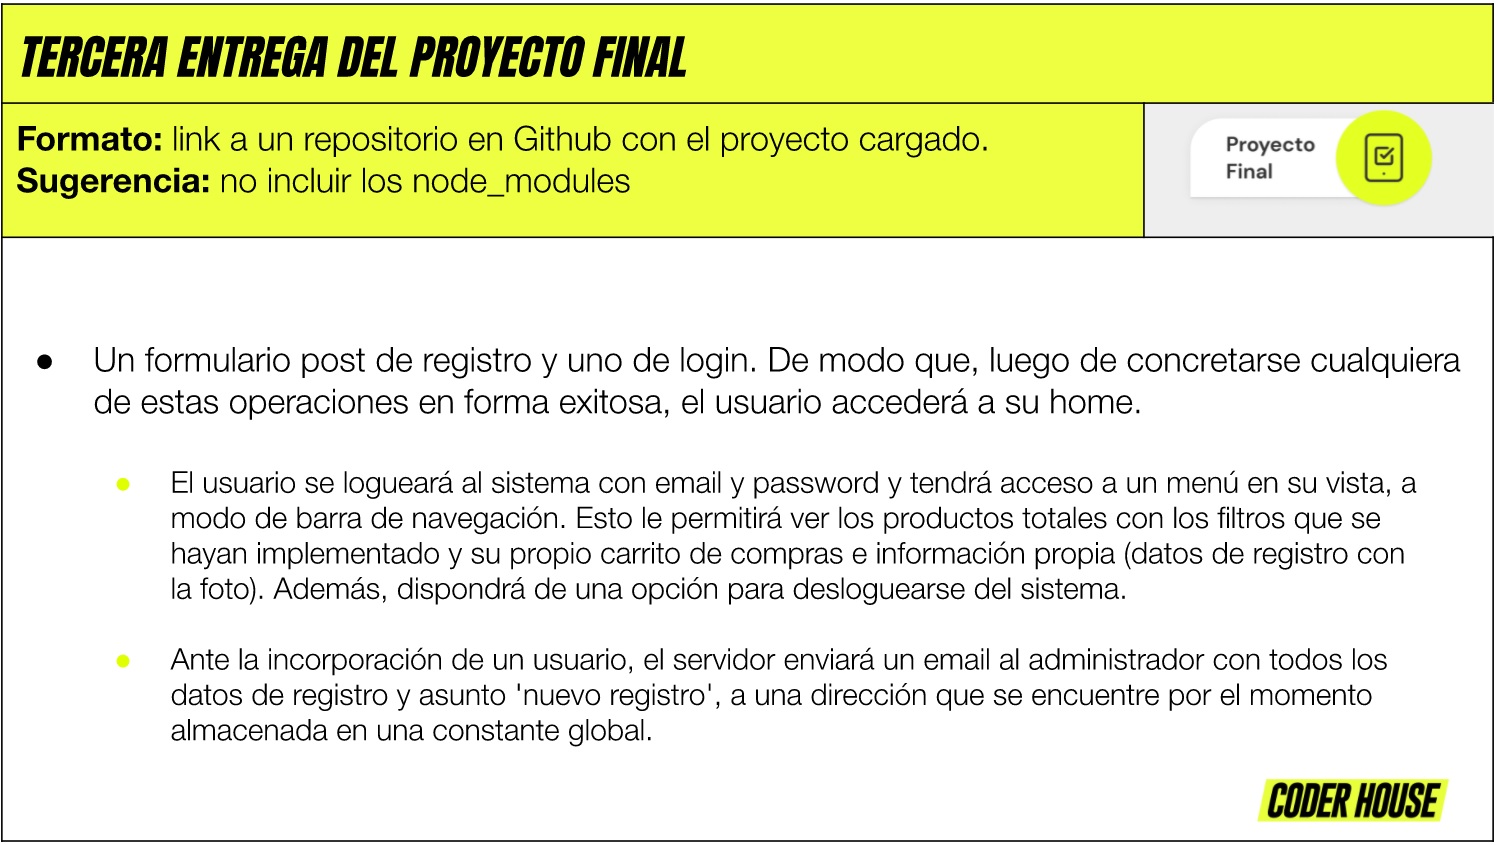 TERCERA ENTREGA DEL PROYECTO FINAL
Formato: link a un repositorio en Github con el proyecto cargado.
Sugerencia: no incluir los node_modules
Proyecto
Final
● Un formulario post de registro y uno de login. De modo que, luego de concretarse cualquiera
de estas operaciones en forma exitosa, el usuario accederá a su home.
● El usuario se logueará al sistema con email y password y tendrá acceso a un menú en su vista, a
modo de barra de navegación. Esto le permitirá ver los productos totales con los filtros que se
hayan implementado y su propio carrito de compras e información propia (datos de registro con
la foto). Además, dispondrá de una opción para desloguearse del sistema.
● Ante la incorporación de un usuario, el servidor enviará un email al administrador con todos los
datos de registro y asunto 'nuevo registro', a una dirección que se encuentre por el momento
almacenada en una constante global.
CODER HOUSE